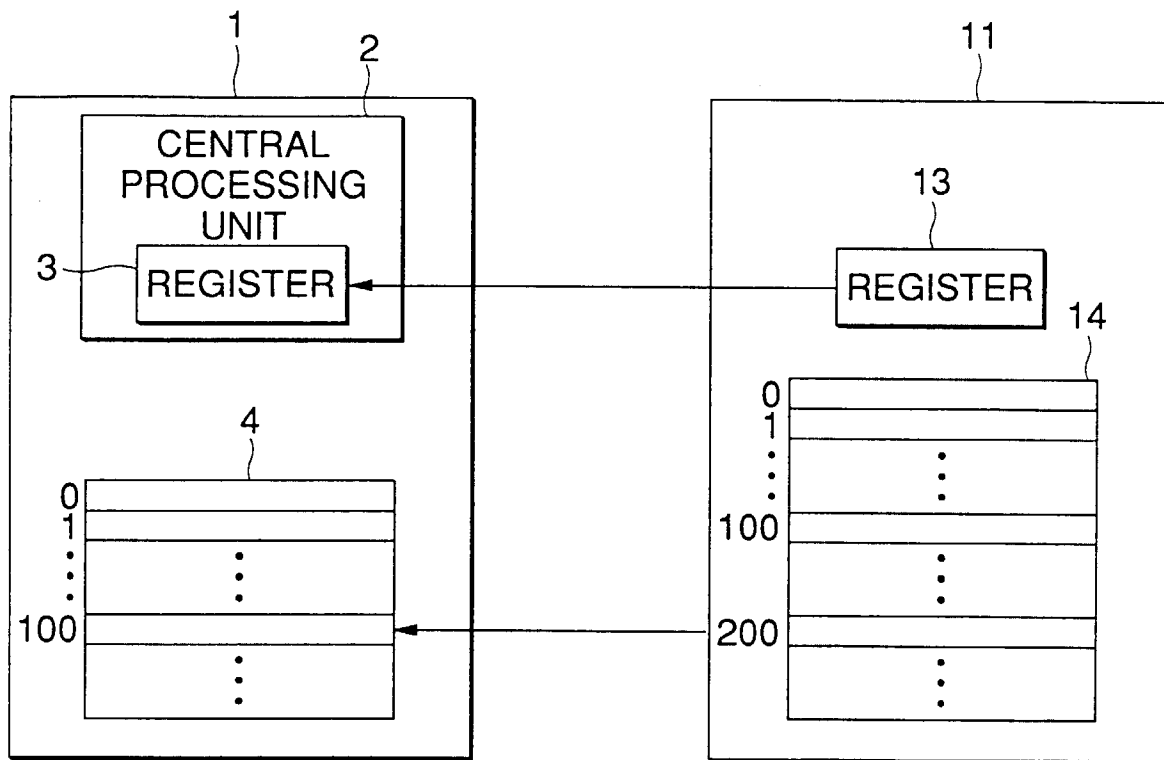 1
2
CENTRAL
PROCESSING
UNIT
3
REGISTER
4
0
1
100
11
13
REGISTER
14
0
1
100
200